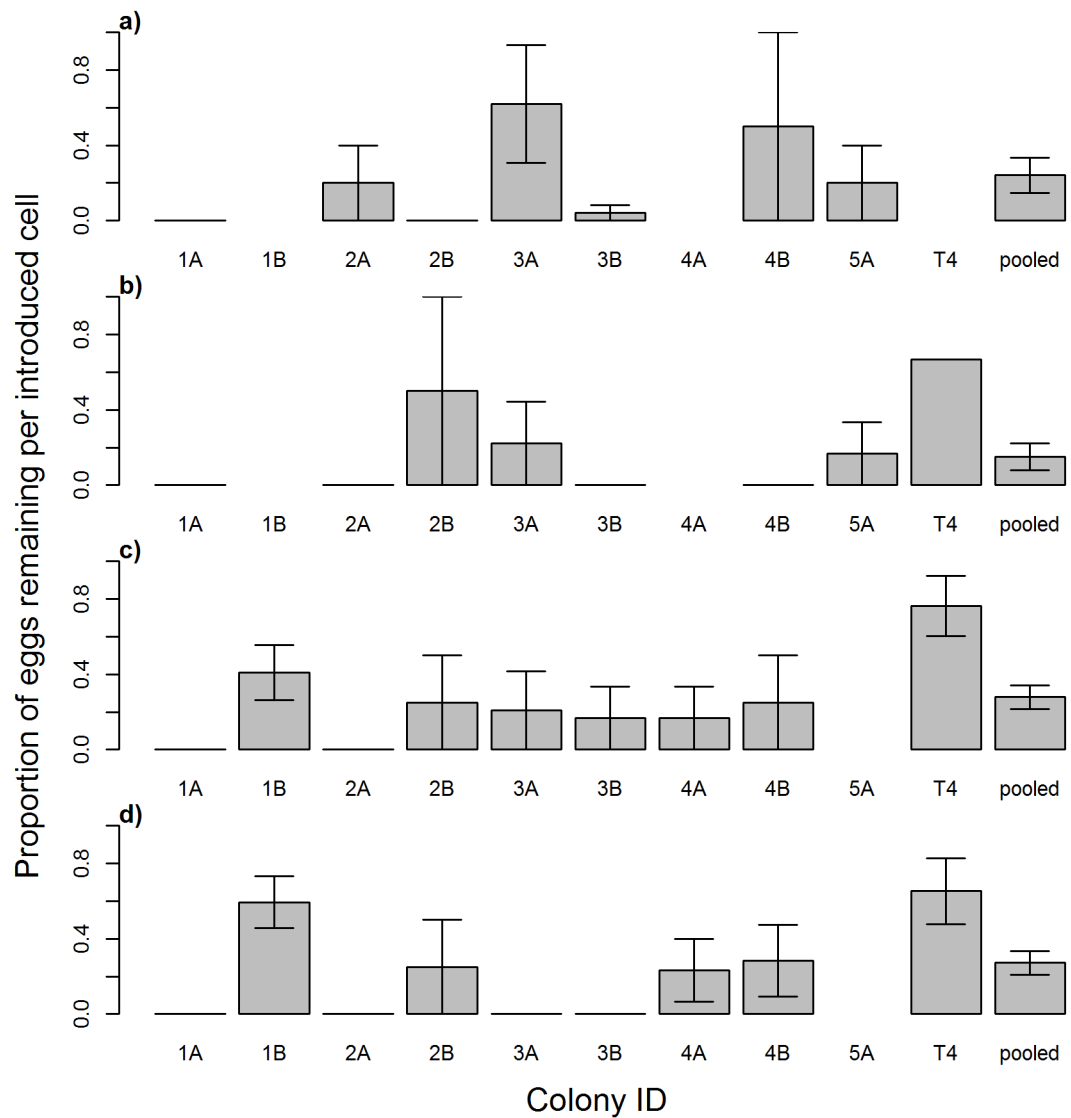 Proportion of eggs remaining per introduced cell
a)
0.8
0.4
0.0
1A 1B 2A 2B 3A 3B 4A 4B 5A T4 pooled
b)
0.8
0.4
0.0
1A 1B 2A 2B 3A 3B 4A 4B 5A T4 pooled
c)
0.8
0.4
0.0
1A 1B 2A 2B 3A 3B 4A 4B 5A T4 pooled
d)
0.8
0.4
0.0
1A 1B 2A 2B 3A 3B 4A 4B 5A T4 pooled
Colony ID